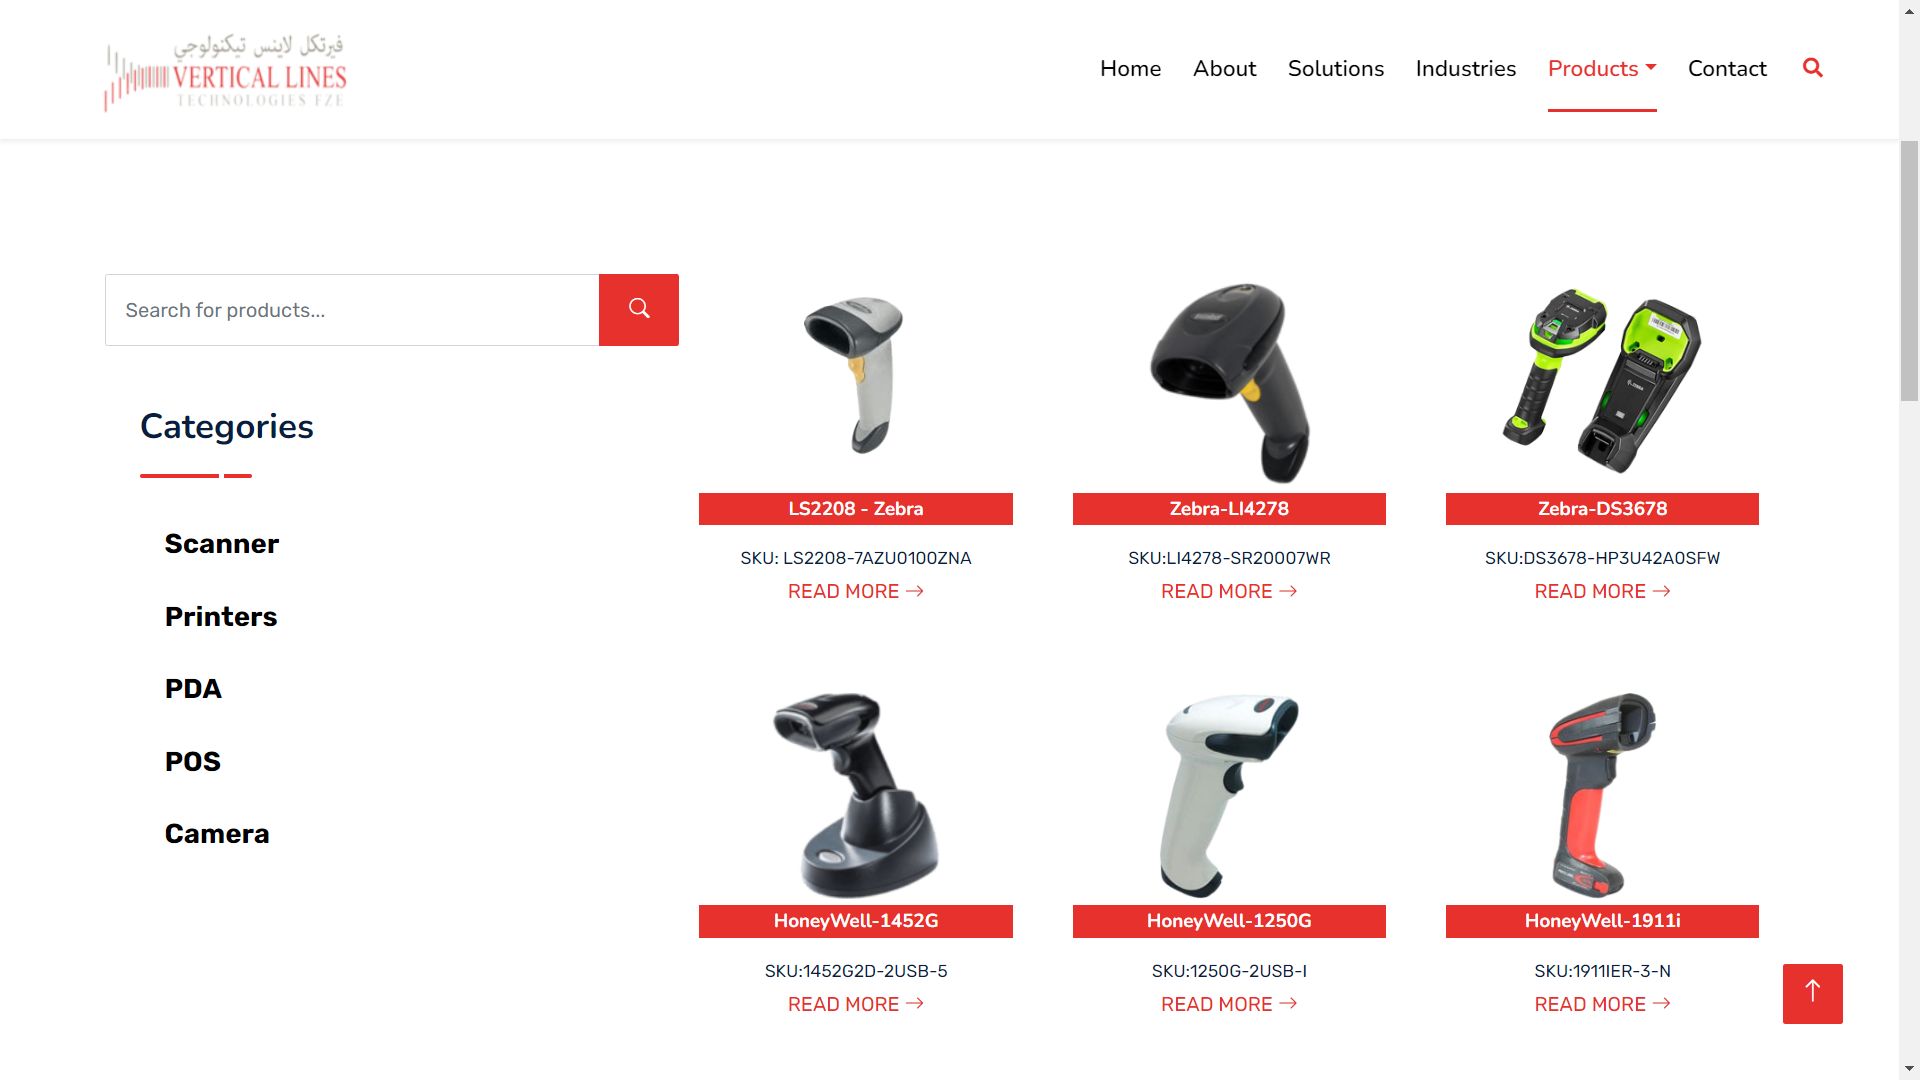 فيرتكل لاينس تيكنولوجي
VERTICAL LINES
TECHNOLOGIES FZE
Home
About
Solutions
Industries
Products
Contact
Search for products...
Categories
Scanner
Printers
PDA
POS
Camera
LS2208 - Zebra
SKU: LS2208-7AZU0100ZNA
READ MORE
Zebra-LI4278
SKU:LI4278-SR20007WR
READ MORE
Zebra-DS3678
SKU:DS3678-HP3U42A0SFW
READ MORE
HoneyWell-1452G
SKU:1452G2D-2USB-5
READ MORE
HoneyWell-1250G
SKU:1250G-2USB-I
READ MORE
HoneyWell-1911i
SKU:1911IER-3-N
READ MORE